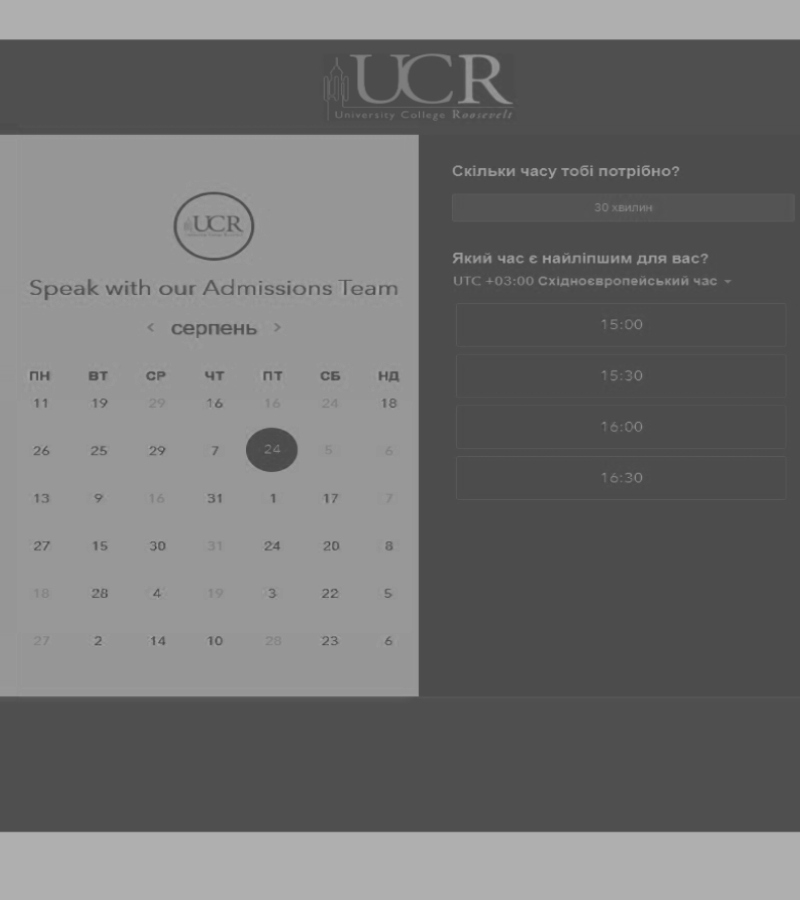 UCR
University College Roosevelt
UCR
Speak with our Admissions Team
< серпень >
ПН ВТ СР ЧТ ПТ СБ НД
11 19 29 16 16 24 18
26 25 29 7 24 5 6
13 9 16 31 1 17 7
27 15 30 31 24 20 8
18 28 4 19 3 22 5
27 2 14 10 28 23 6
Скільки часу тобі потрібно?
30 хвилин
Який час є найліпшим для вас?
UTC +03:00 Східноєвропейський час
15:00
15:30
16:00
16:30